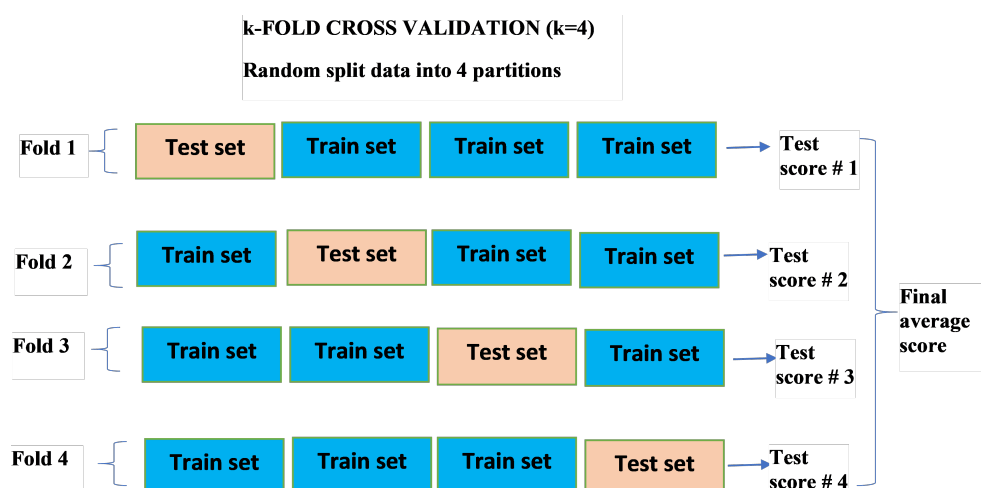 k-FOLD CROSS VALIDATION (k=4)
Random split data into 4 partitions
Fold 1
Test set
Train set
Train set
Train set
Test
score # 1
Fold 2
Train set
Test set
Train set
Train set
Test
score # 2
Fold 3
Train set
Train set
Test set
Train set
Test
score # 3
Fold 4
Train set
Train set
Train set
Test set
Test
score # 4
Final
average
score